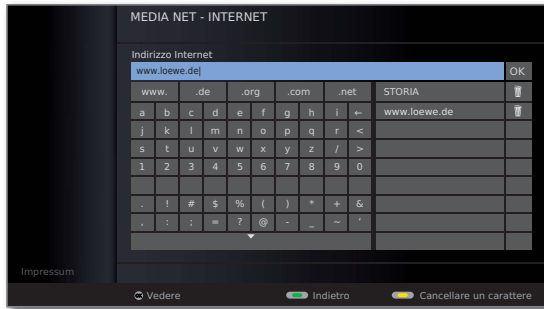 MEDIA NET - INTERNET
Indirizzo Internet
www.loewe.de OK
www. .de .org .com .net STORIA
a b c d e f g h i ← www.loewe.de
j k l m n o p q r <
s t u v w x y z / >
1 2 3 4 5 6 7 8 9 0
. ! # $ % ( ) * + &
, : ; = ? @ - _ ~ '
Impressum
OK Vedere Indietro Cancellare un carattere